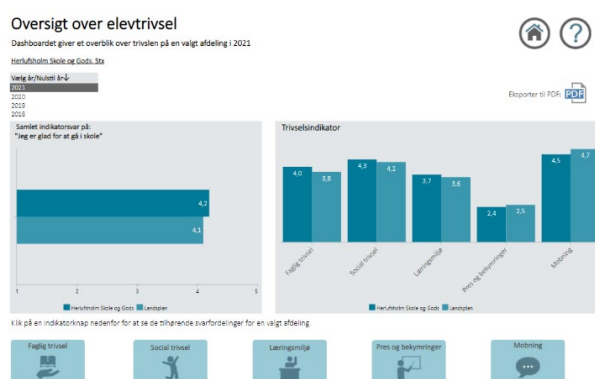 Oversigt over elevtrivsel
Dashboardet giver et overblik over trivslen på en valgt afdeling i 2021
Herlufsholm Skole og Gods. Stx
Vælg år/Nulstil år↓
2021
2020
2019
2018
Eksporter til PDF: PDF
Samlet indikatorsvar på:
"Jeg er glad for at gå i skole"
4,2
4,1
1 2 3 4 5
Herlufsholm Skole og Gods Landsplan
Trivselsindikator
4,0 3,8 4,3 4,2 3,7 3,6 2,4 2,5 4,5 4,7
Faglig trivsel Social trivsel Læringsmiljø Pres og bekymringer Mobning
Herlufsholm Skole og Gods Landsplan
Klik på en indikatorknap nedenfor for at se de tilhørende svarfordelinger for en valgt afdeling.
Faglig trivsel Social trivsel Læringsmiljø Pres og bekymringer Mobning